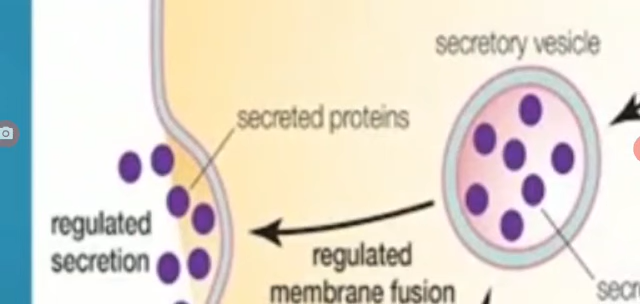 secretory vesicle
secreted proteins
regulated
secretion
regulated
membrane fusion